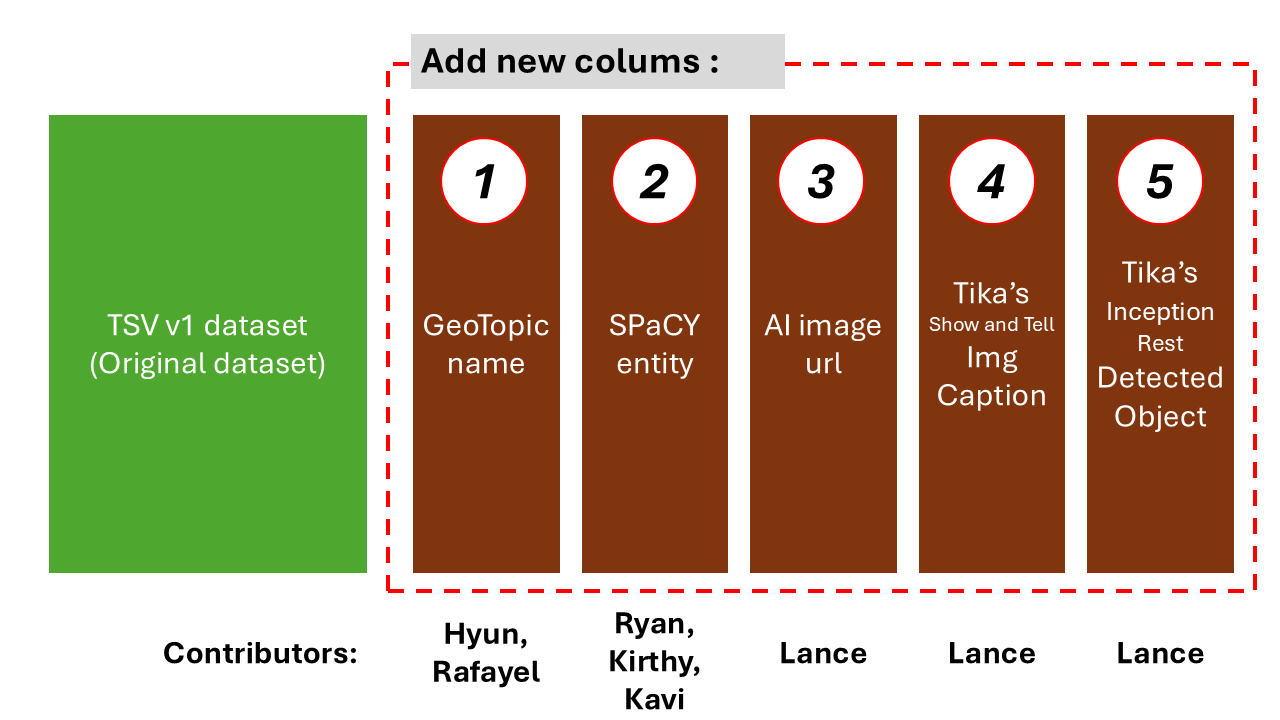 Add new colums :
TSV v1 dataset
(Original dataset)
1
GeoTopic
name
2
SPaCY
entity
3
AI image
url
4
Tika’s
Show and Tell
Img
Caption
5
Tika’s
Inception
Rest
Detected
Object
Contributors:
Hyun,
Rafayel
Ryan,
Kirthy,
Kavi
Lance
Lance
Lance